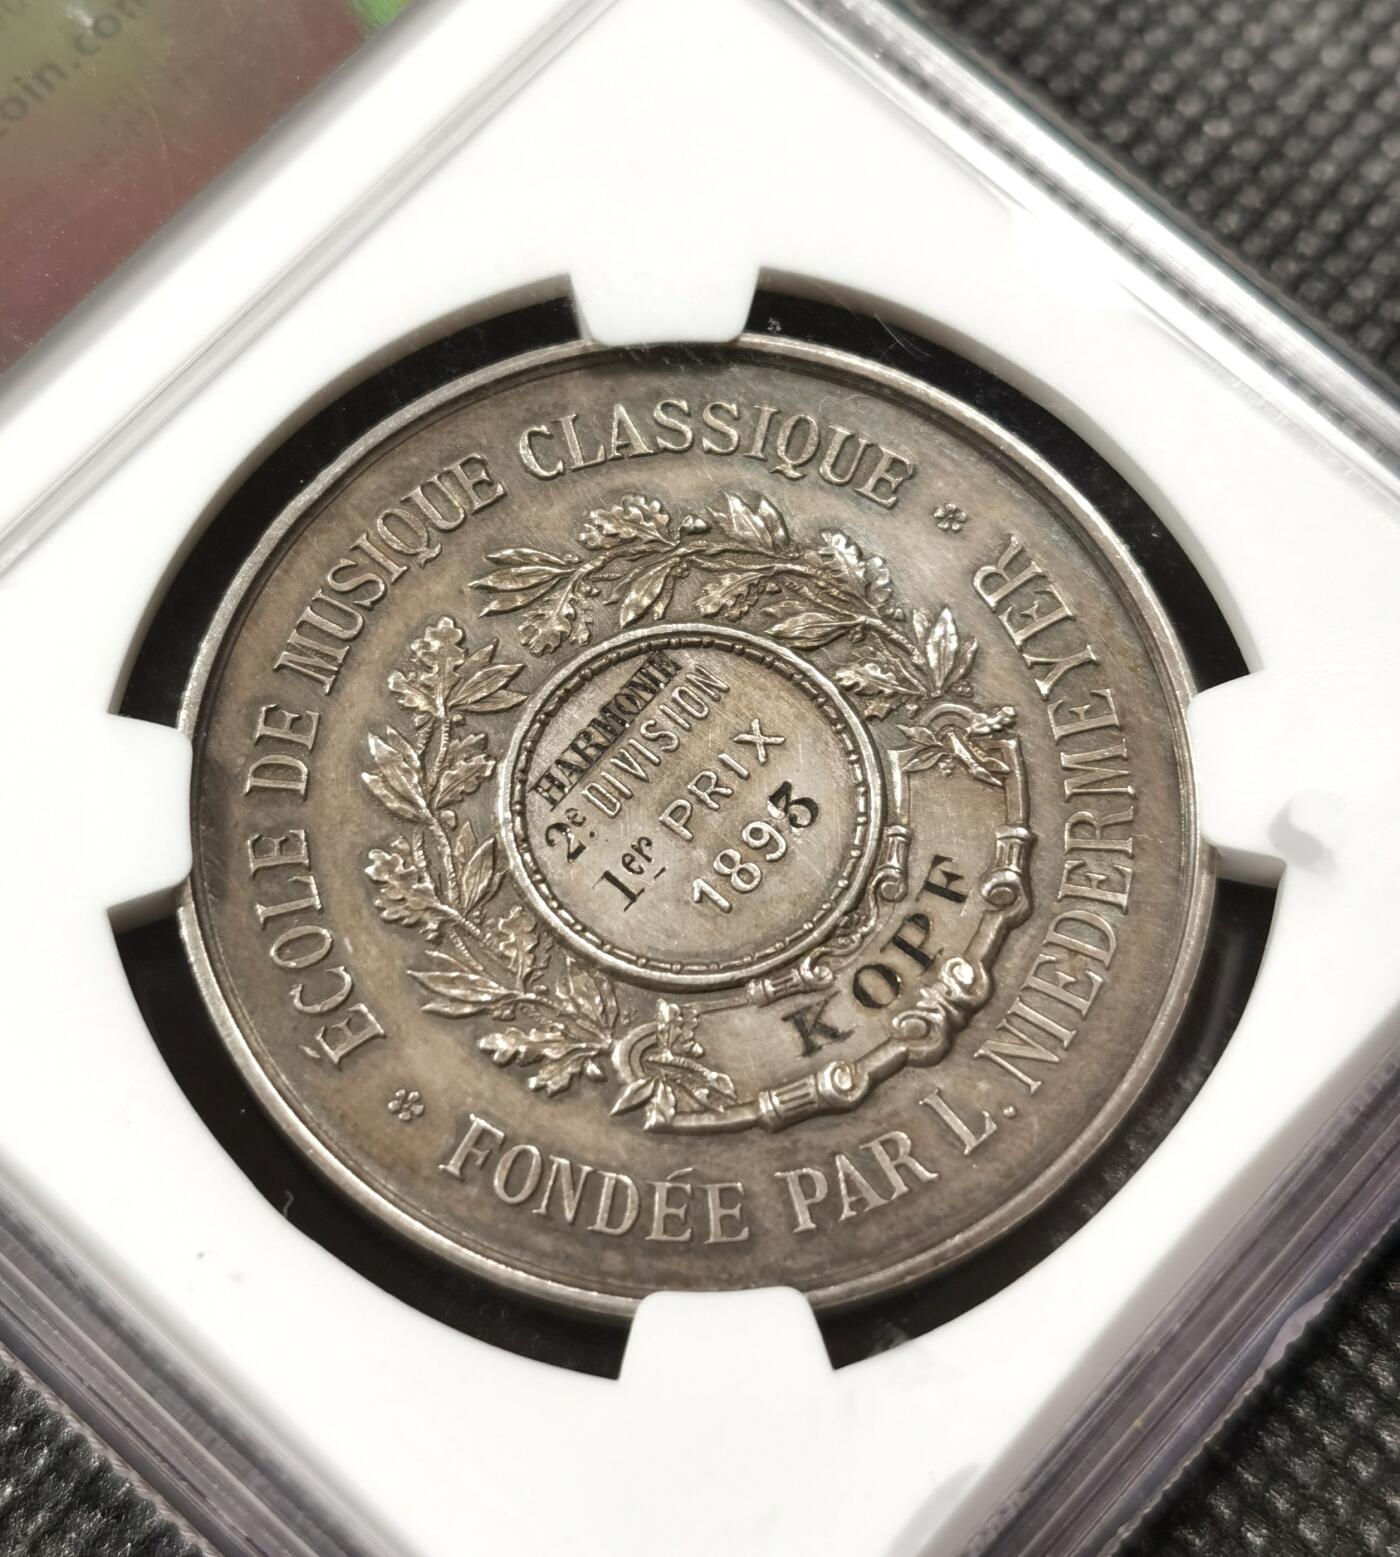 ÉCOLE DE MUSIQUE CLASSIQUE
FONDÉE PAR L. NIEDERMEYER
HARMONIE
2e. DIVISION
1er PRIX
1893
KOPF